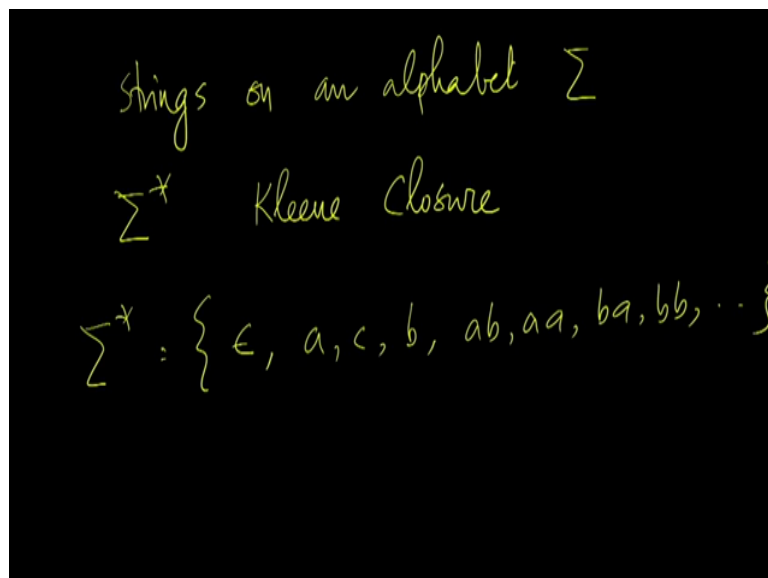 strings on an alphabet Σ
Σ* Kleene Closure
Σ* : { ϵ, a, c, b, ab, aa, ba, bb, ·· }